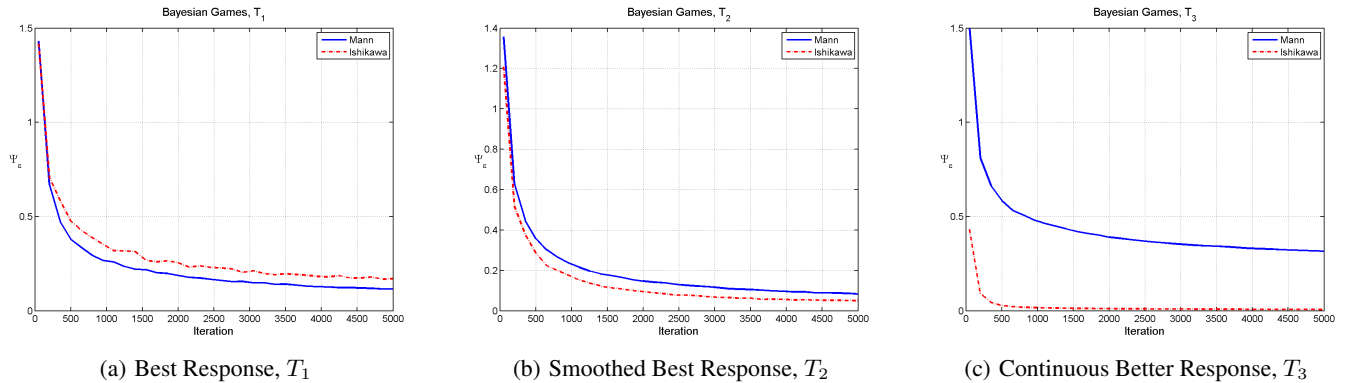 Bayesian Games, T1
Mann
Ishikawa
1.5
1
0.5
0
Ψε
0 500 1000 1500 2000 2500 3000 3500 4000 4500 5000
Iteration
(a) Best Response, T1
Bayesian Games, T2
Mann
Ishikawa
1.4
1.2
1
0.8
0.6
0.4
0.2
0
Ψε
0 500 1000 1500 2000 2500 3000 3500 4000 4500 5000
Iteration
(b) Smoothed Best Response, T2
Bayesian Games, T3
Mann
Ishikawa
1.5
1
0.5
0
Ψε
0 500 1000 1500 2000 2500 3000 3500 4000 4500 5000
Iteration
(c) Continuous Better Response, T3